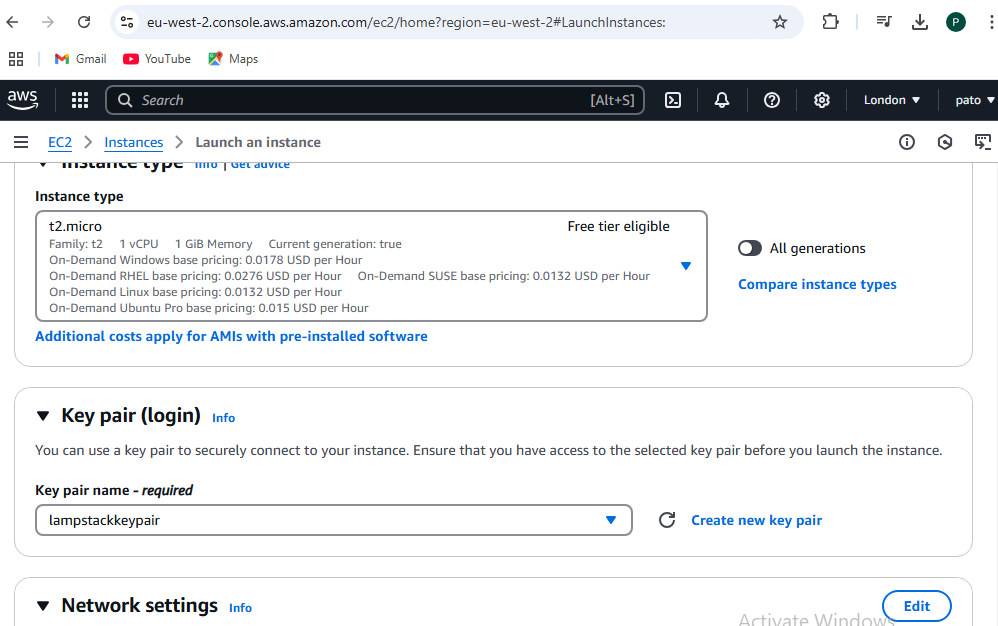 eu-west-2.console.aws.amazon.com/ec2/home?region=eu-west-2#LaunchInstances:
P
Gmail YouTube Maps
aws Search [Alt+S] London pato
EC2 Instances Launch an instance
Instance type Info | Get advice
Instance type
t2.micro Free tier eligible
Family: t2 1 vCPU 1 GiB Memory Current generation: true
On-Demand Windows base pricing: 0.0178 USD per Hour
On-Demand RHEL base pricing: 0.0276 USD per Hour On-Demand SUSE base pricing: 0.0132 USD per Hour
On-Demand Linux base pricing: 0.0132 USD per Hour
On-Demand Ubuntu Pro base pricing: 0.015 USD per Hour
All generations
Compare instance types
Additional costs apply for AMIs with pre-installed software
Key pair (login) Info
You can use a key pair to securely connect to your instance. Ensure that you have access to the selected key pair before you launch the instance.
Key pair name - required
lampstackkeypair
Create new key pair
Network settings Info
Edit
Activate Windows